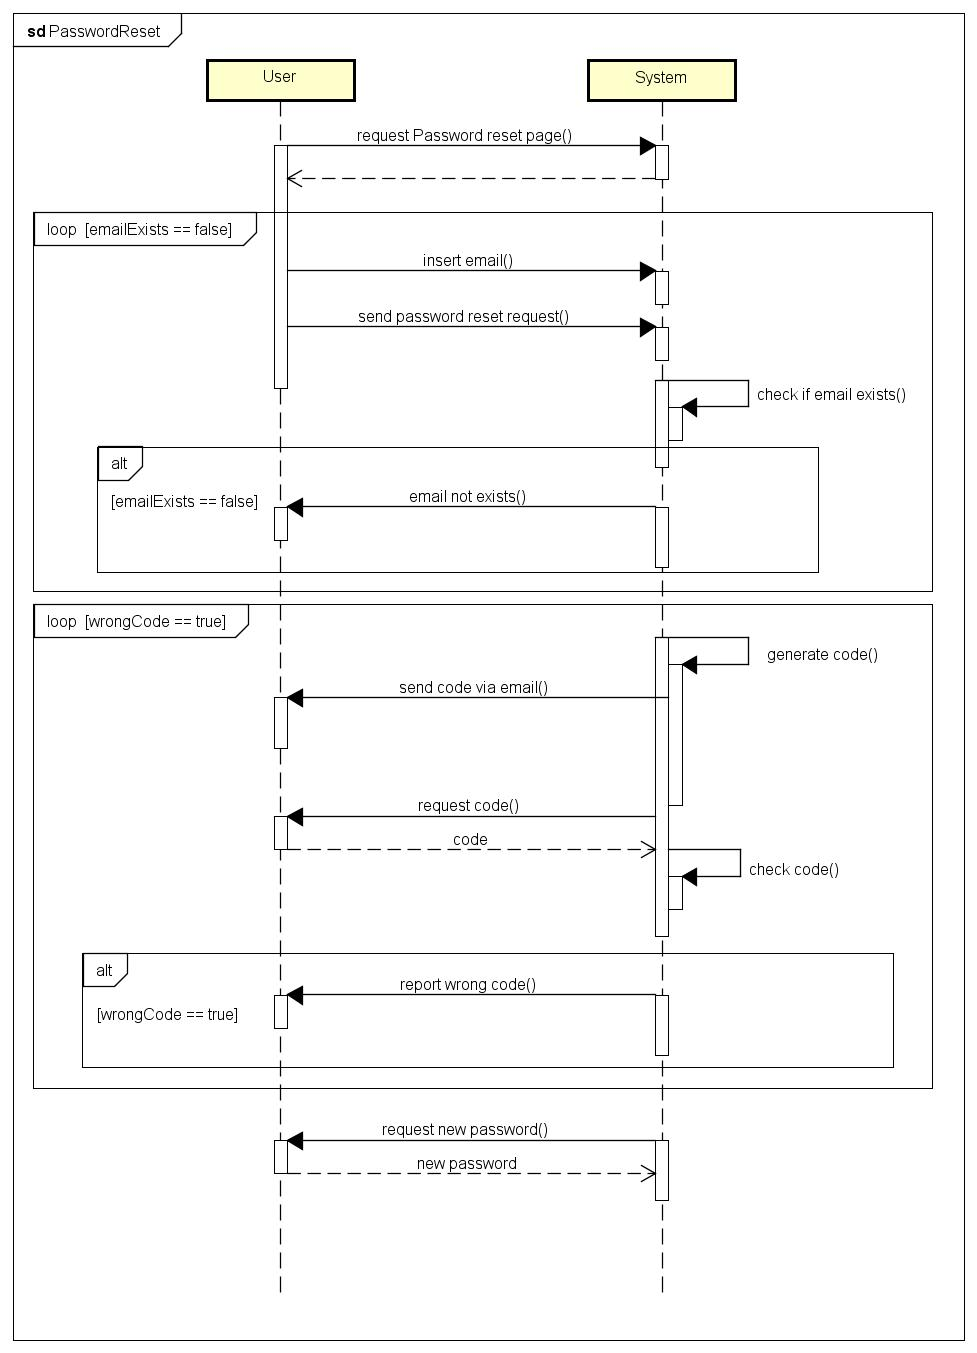 sd PasswordReset
User
System
request Password reset page()
loop [emailExists == false]
insert email()
send password reset request()
check if email exists()
alt
[emailExists == false]
email not exists()
loop [wrongCode == true]
generate code()
send code via email()
request code()
code
check code()
alt
report wrong code()
[wrongCode == true]
request new password()
new password